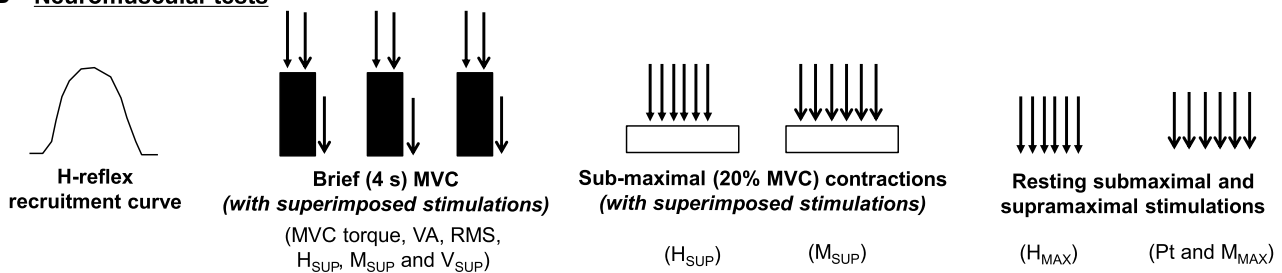 Neuromuscular tests
H-reflex
recruitment curve
Brief (4 s) MVC
(with superimposed stimulations)
(MVC torque, VA, RMS,
HSUP, MSUP and VSUP)
Sub-maximal (20% MVC) contractions
(with superimposed stimulations)
(HSUP)
(MSUP)
Resting submaximal and
supramaximal stimulations
(HMAX)
(Pt and MMAX)